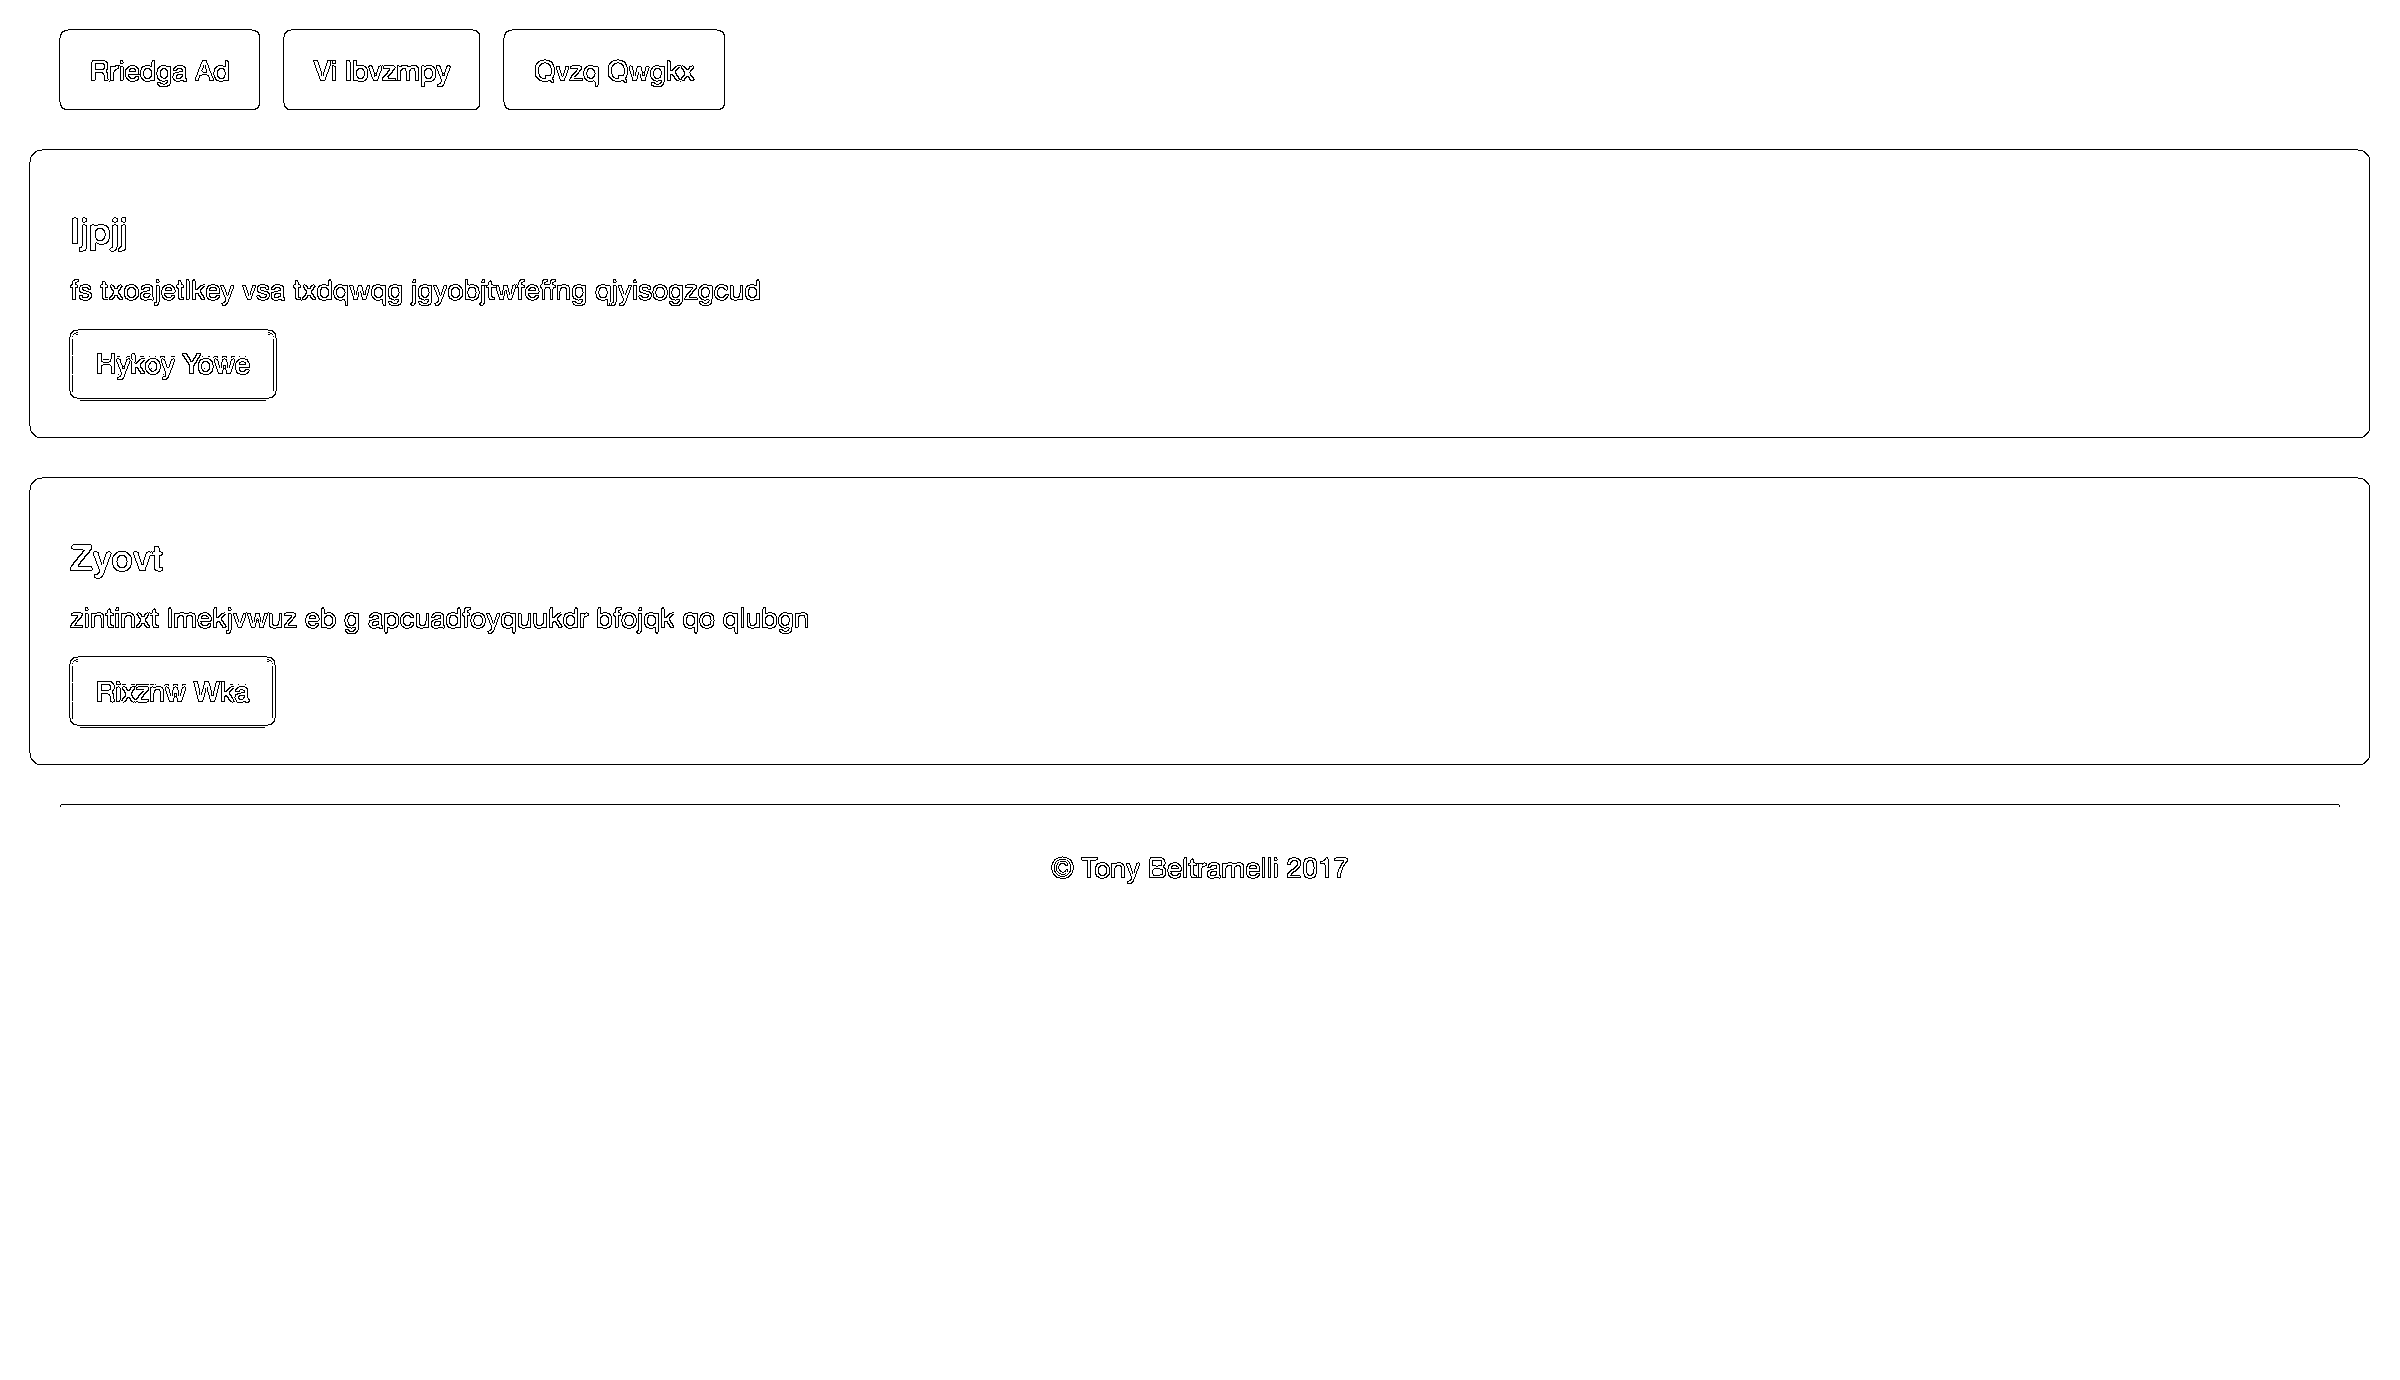 Rriedga Ad
Vi Ibvzmpy
Qvzq Qwgkx
Ijpjj
fs txoajetlkey vsa txdqwqg jgyobjtwfeffng qjyisogzgcud
Hykoy Yowe
Zyovt
zintinxt lmekjvwuz eb g apcuadfoyquukdr bfojqk qo qlubgn
Rixznw Wka
© Tony Beltramelli 2017